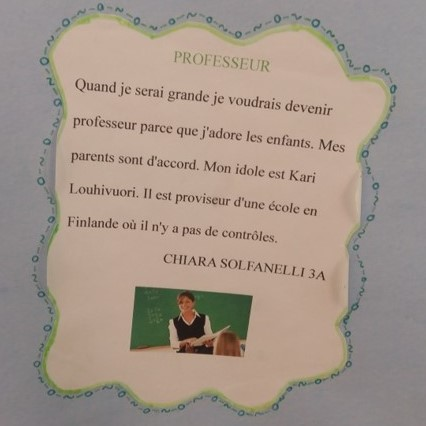 PROFESSEUR
Quand je serai grande je voudrais devenir
professeur parce que j'adore les enfants. Mes
parents sont d'accord. Mon idole est Kari
Louhivuori. Il est proviseur d'une école en
Finlande où il n'y a pas de contrôles.
CHIARA SOLFANELLI 3A